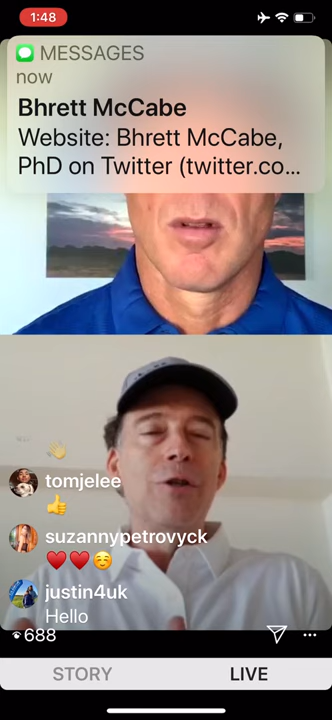 1:48
MESSAGES
now
Bhrett McCabe
Website: Bhrett McCabe,
PhD on Twitter (twitter.co...
tomjelee
suzannypetrovyck
justin4uk
Hello
688
STORY
LIVE